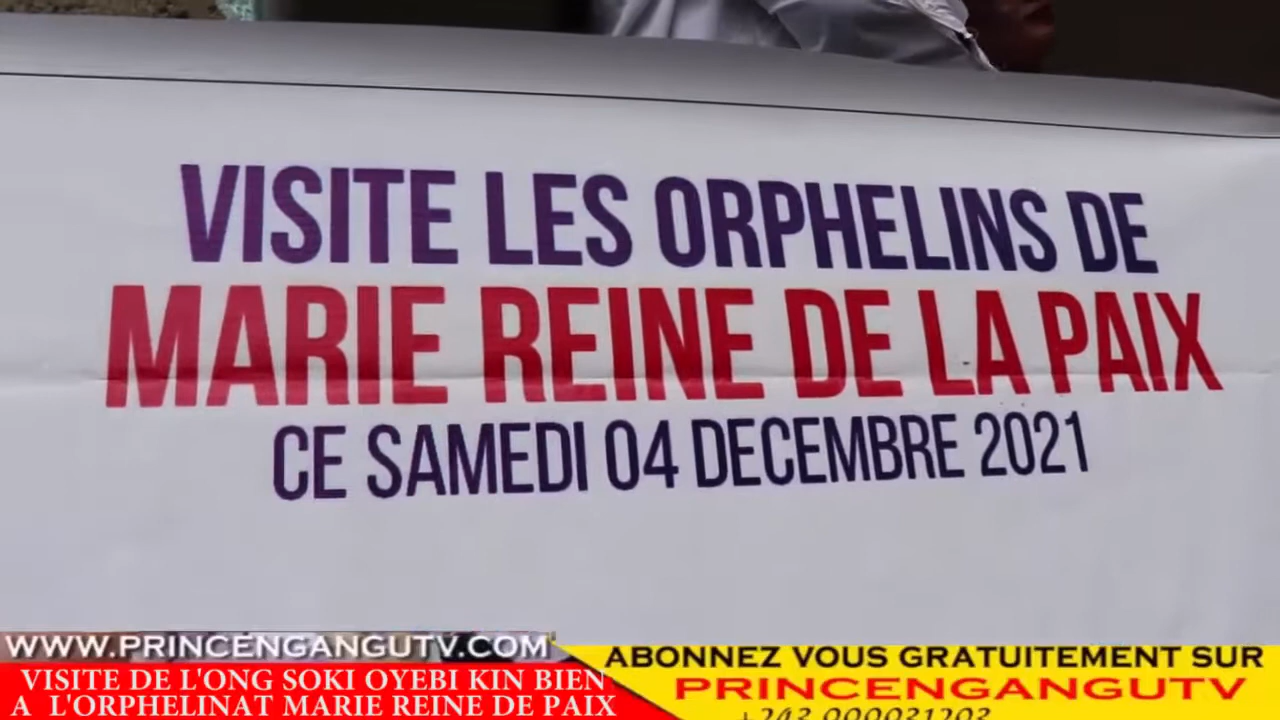 VISITE LES ORPHELINS DE
MARIE REINE DE LA PAIX
CE SAMEDI 04 DECEMBRE 2021
WWW.PRINCENGANGUTV.COM
VISITE DE L'ONG SOKI OYEBI KIN BIEN
A L'ORPHELINAT MARIE REINE DE PAIX
ABONNEZ VOUS GRATUITEMENT SUR
PRINCENGANGUTV